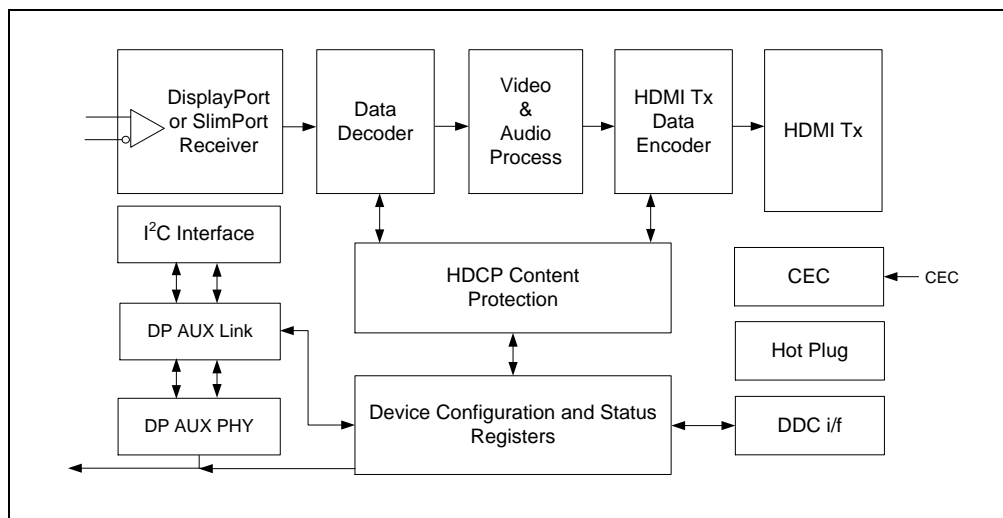 DisplayPort
or SlimPort
Receiver
Data
Decoder
Video
&
Audio
Process
HDMI Tx
Data
Encoder
HDMI Tx
I²C Interface
HDCP Content
Protection
CEC
CEC
DP AUX Link
Hot Plug
DP AUX PHY
Device Configuration and Status
Registers
DDC i/f